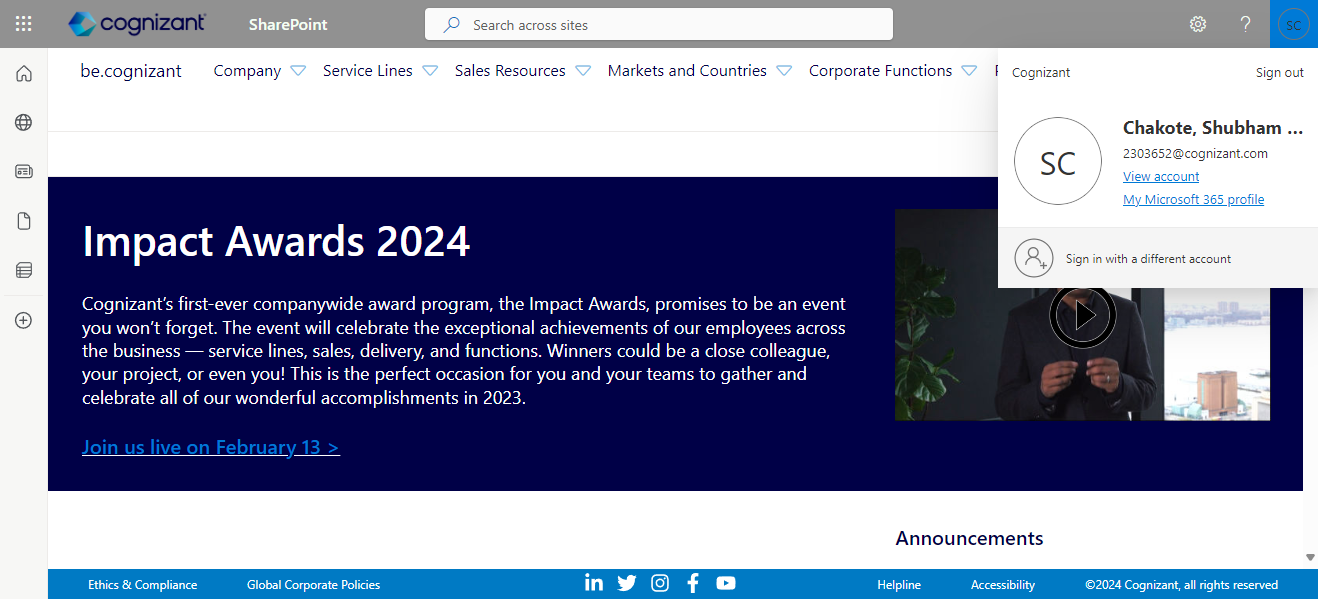 cognizant
SharePoint
Search across sites
?
SC
be.cognizant
Company
Service Lines
Sales Resources
Markets and Countries
Corporate Functions
Cognizant
Sign out
SC
Chakote, Shubham ...
2303652@cognizant.com
View account
My Microsoft 365 profile
Sign in with a different account
Impact Awards 2024
Cognizant’s first-ever companywide award program, the Impact Awards, promises to be an event
you won’t forget. The event will celebrate the exceptional achievements of our employees across
the business — service lines, sales, delivery, and functions. Winners could be a close colleague,
your project, or even you! This is the perfect occasion for you and your teams to gather and
celebrate all of our wonderful accomplishments in 2023.
Join us live on February 13 >
Announcements
Ethics & Compliance
Global Corporate Policies
Helpline
Accessibility
©2024 Cognizant, all rights reserved